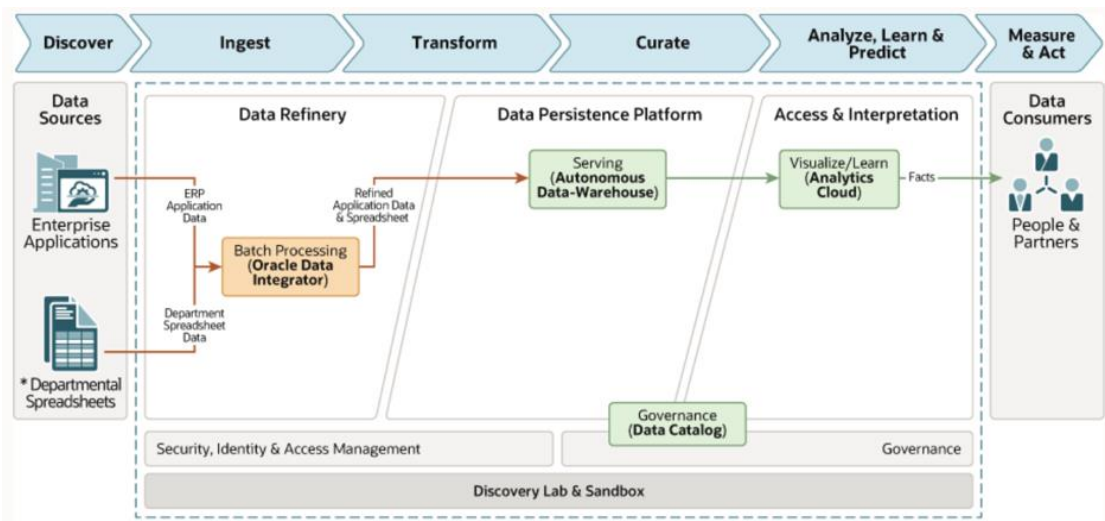 Discover
Ingest
Transform
Curate
Analyze, Learn &
Predict
Measure
& Act
Data
Sources
Enterprise
Applications
* Departmental
Spreadsheets
Data Refinery
ERP
Application
Data
Department
Spreadsheet
Data
Batch Processing
(Oracle Data
Integrator)
Refined
Application Data
& Spreadsheet
Data Persistence Platform
Serving
(Autonomous
Data-Warehouse)
Access & Interpretation
Visualize/Learn
(Analytics
Cloud)
Facts
Data
Consumers
People &
Partners
Governance
(Data Catalog)
Security, Identity & Access Management
Governance
Discovery Lab & Sandbox